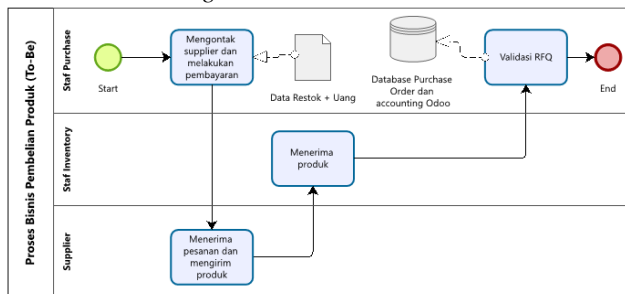 Proses Bisnis Pembelian Produk (To-Be)
Staf Purchase
Start
Mengontak
supplier dan
melakukan
pembayaran
Data Restok + Uang
Database Purchase
Order dan
accounting Odoo
Validasi RFQ
End
Staf Inventory
Menerima
produk
Supplier
Menerima
pesanan dan
mengirim
produk